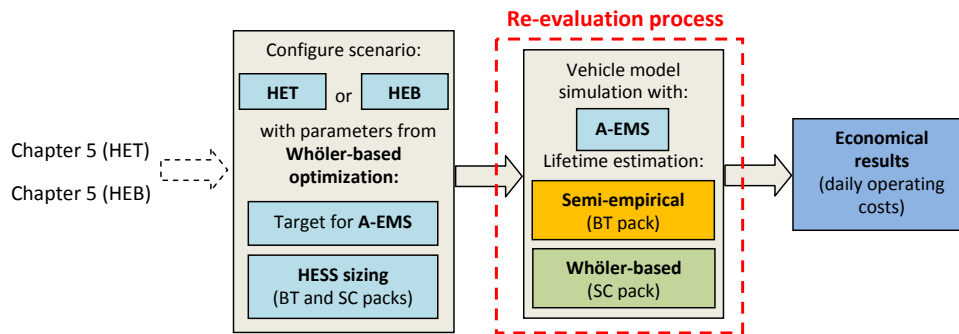 Re-evaluation process
Configure scenario:
HET or HEB
with parameters from
Whöler-based
optimization:
Target for A-EMS
HESS sizing
(BT and SC packs)
Chapter 5 (HET)
Chapter 5 (HEB)
Vehicle model
simulation with:
A-EMS
Lifetime estimation:
Semi-empirical
(BT pack)
Whöler-based
(SC pack)
Economical
results
(daily operating
costs)